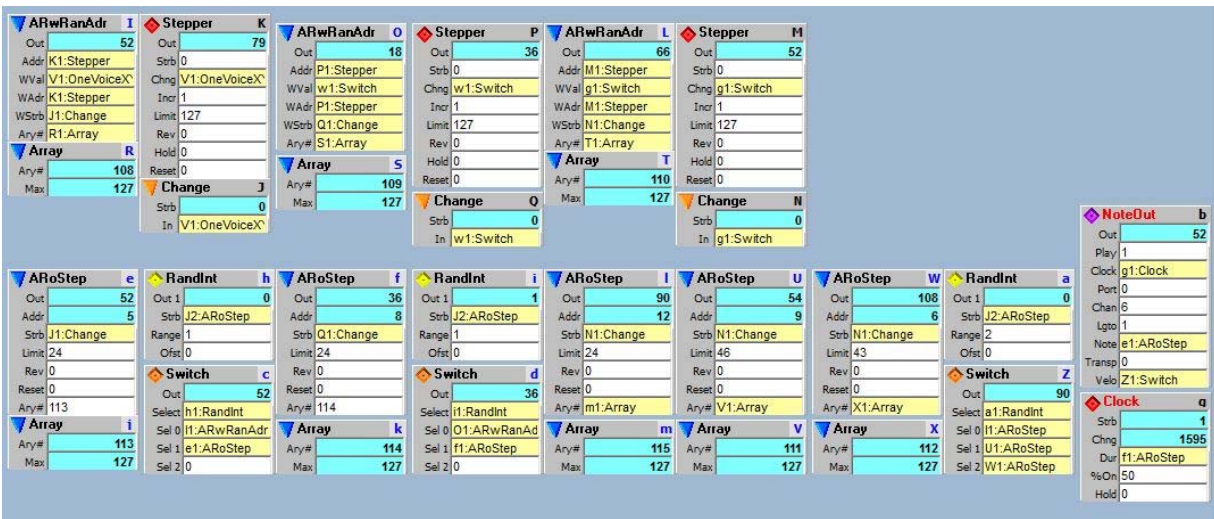 ARwRanAdr I
Out 52
Addr K1:Stepper
WVal V1:OneVoiceXY
WAdr K1:Stepper
WStrb J1:Change
Ary# R1:Array
Array R
Ary# 108
Max 127
Stepper K
Out 79
Strb 0
Chng V1:OneVoiceXY
Incr 1
Limit 127
Rev 0
Hold 0
Reset 0
Change J
Strb 0
In V1:OneVoiceXY
ARwRanAdr O
Out 18
Addr P1:Stepper
WVal w1:Switch
WAdr P1:Stepper
WStrb Q1:Change
Ary# S1:Array
Array S
Ary# 109
Max 127
Stepper P
Out 36
Strb 0
Chng w1:Switch
Incr 1
Limit 127
Rev 0
Hold 0
Reset 0
Change Q
Strb 0
In w1:Switch
ARwRanAdr L
Out 66
Addr M1:Stepper
WVal g1:Switch
WAdr M1:Stepper
WStrb N1:Change
Ary# T1:Array
Array T
Ary# 110
Max 127
Stepper M
Out 52
Strb 0
Chng g1:Switch
Incr 1
Limit 127
Rev 0
Hold 0
Reset 0
Change N
Strb 0
In g1:Switch
ARoStep e
Out 52
Addr 5
Strb J1:Change
Limit 24
Rev 0
Reset 0
Ary# 113
Array i
Ary# 113
Max 127
RandInt h
Out 1 0
Strb J2:ARoStep
Range 1
Ofst 0
Switch c
Out 52
Select h1:RandInt
Sel 0 I1:ARwRanAdr
Sel 1 e1:ARoStep
Sel 2 0
ARoStep f
Out 36
Addr 8
Strb Q1:Change
Limit 24
Rev 0
Reset 0
Ary# 114
Array k
Ary# 114
Max 127
RandInt i
Out 1 1
Strb J2:ARoStep
Range 1
Ofst 0
Switch d
Out 36
Select i1:RandInt
Sel 0 O1:ARwRanAd
Sel 1 f1:ARoStep
Sel 2 0
ARoStep l
Out 90
Addr 12
Strb N1:Change
Limit 24
Rev 0
Reset 0
Ary# m1:Array
Array m
Ary# 115
Max 127
ARoStep U
Out 54
Addr 9
Strb N1:Change
Limit 46
Rev 0
Reset 0
Ary# V1:Array
Array V
Ary# 111
Max 127
ARoStep W
Out 108
Addr 6
Strb N1:Change
Limit 43
Rev 0
Reset 0
Ary# X1:Array
Array X
Ary# 112
Max 127
RandInt a
Out 1 0
Strb J2:ARoStep
Range 2
Ofst 0
Switch Z
Out 90
Select a1:RandInt
Sel 0 l1:ARoStep
Sel 1 U1:ARoStep
Sel 2 W1:ARoStep
NoteOut b
Out 52
Play 1
Clock g1:Clock
Port 0
Chan 6
Lgto 1
Note e1:ARoStep
Transp 0
Velo Z1:Switch
Clock q
Strb 1
Chng 1595
Dur f1:ARoStep
%On 50
Hold 0